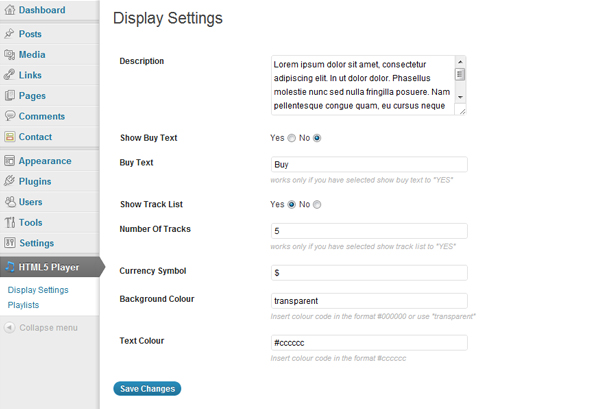 Dashboard
Posts
Media
Links
Pages
Comments
Contact
Appearance
Plugins
Users
Tools
Settings
HTML5 Player
Display Settings
Playlists
Collapse menu
Display Settings
Description
Lorem ipsum dolor sit amet, consectetur
adipiscing elit. In ut dolor dolor. Phasellus
molestie nunc sed nulla fringilla posuere. Nam
pellentesque congue quam, eu cursus neque
Show Buy Text Yes No
Buy Text Buy
works only if you have selected show buy text to "YES"
Show Track List Yes No
Number Of Tracks 5
works only if you have selected show track list to "YES"
Currency Symbol $
Background Colour transparent
Insert colour code in the format #000000 or use "transparent"
Text Colour #cccccc
Insert colour code in the format #cccccc
Save Changes